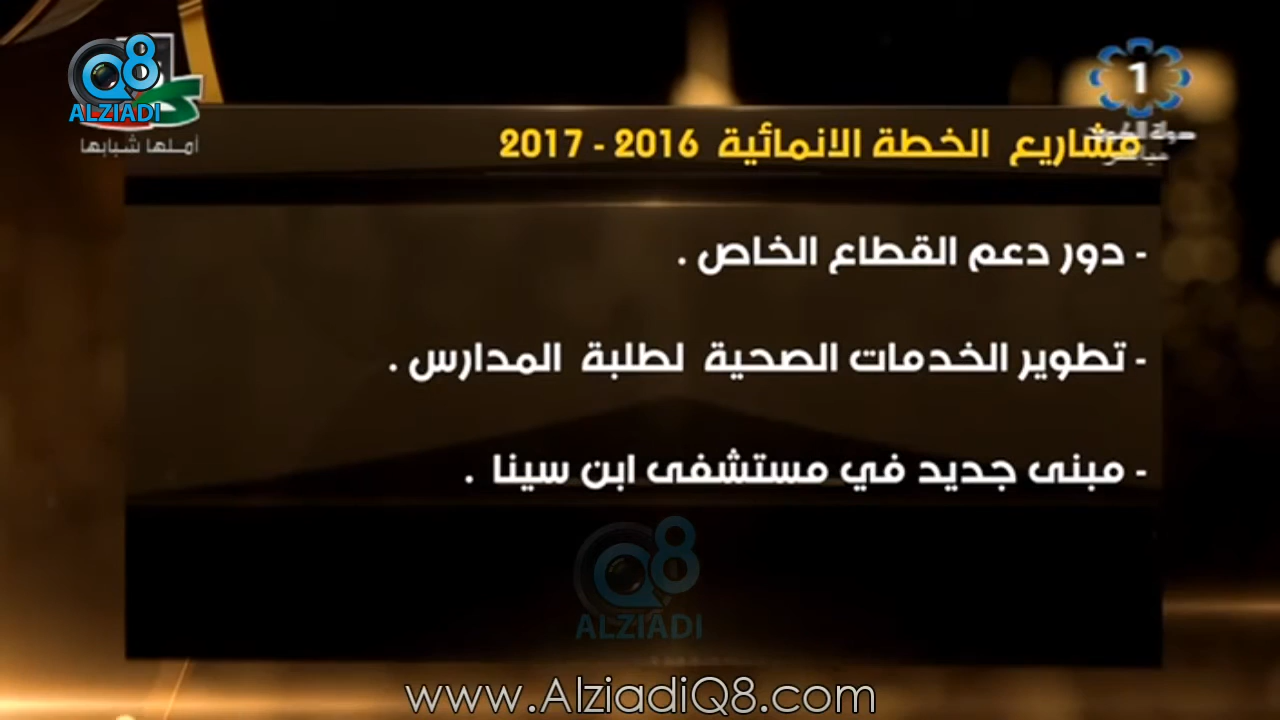 Q8
ALZIADI
أملها شبابها
1
مباشر
مشاريع الخطة الانمائية 2016 - 2017
- دور دعم القطاع الخاص .
- تطوير الخدمات الصحية لطلبة المدارس .
- مبنى جديد في مستشفى ابن سينا .
Q8
ALZIADI
www.AlziadiQ8.com